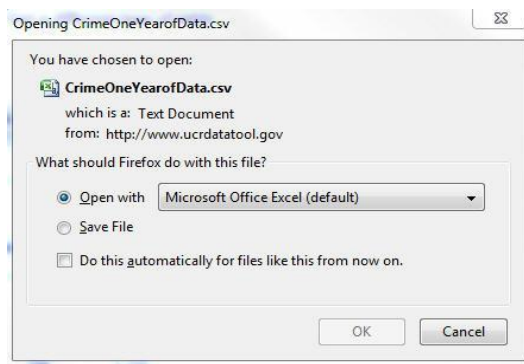 Opening CrimeOneYearofData.csv
You have chosen to open:
CrimeOneYearofData.csv
which is a: Text Document
from: http://www.ucrdatatool.gov
What should Firefox do with this file?
Open with Microsoft Office Excel (default)
Save File
Do this automatically for files like this from now on.
OK Cancel